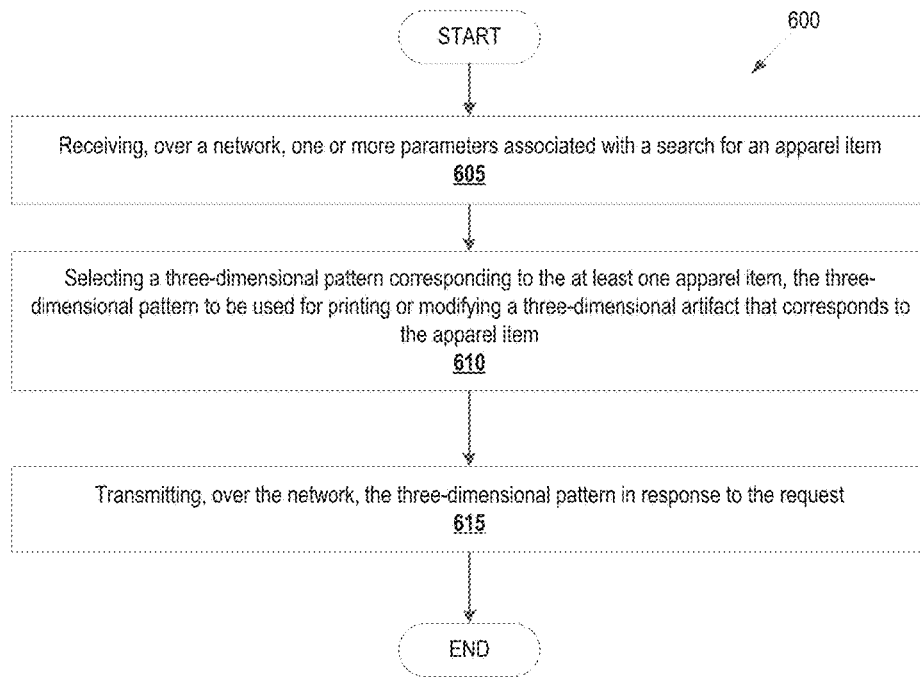 START
600
Receiving, over a network, one or more parameters associated with a search for an apparel item
605
Selecting a three-dimensional pattern corresponding to the at least one apparel item, the three-
dimensional pattern to be used for printing or modifying a three-dimensional artifact that corresponds to
the apparel item
610
Transmitting, over the network, the three-dimensional pattern in response to the request
615
END